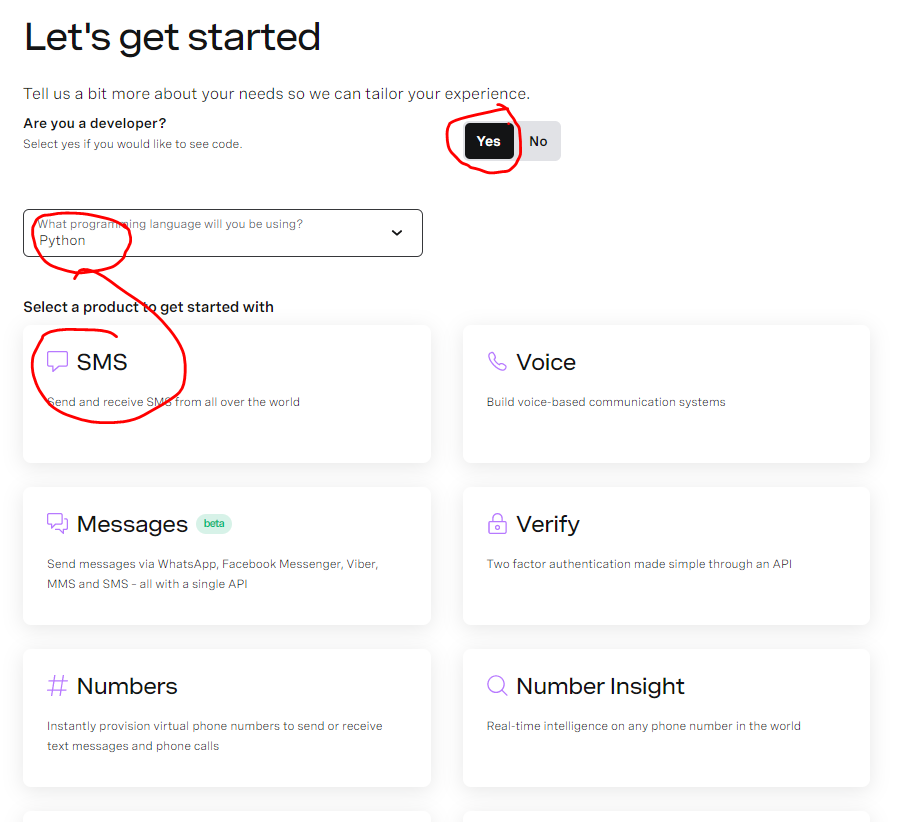 Let's get started
Tell us a bit more about your needs so we can tailor your experience.
Are you a developer?
Select yes if you would like to see code.
Yes
No
What programming language will you be using?
Python
Select a product to get started with
SMS
Send and receive SMS from all over the world
Voice
Build voice-based communication systems
Messages
beta
Send messages via WhatsApp, Facebook Messenger, Viber,
MMS and SMS - all with a single API
Verify
Two factor authentication made simple through an API
Numbers
Instantly provision virtual phone numbers to send or receive
text messages and phone calls
Number Insight
Real-time intelligence on any phone number in the world